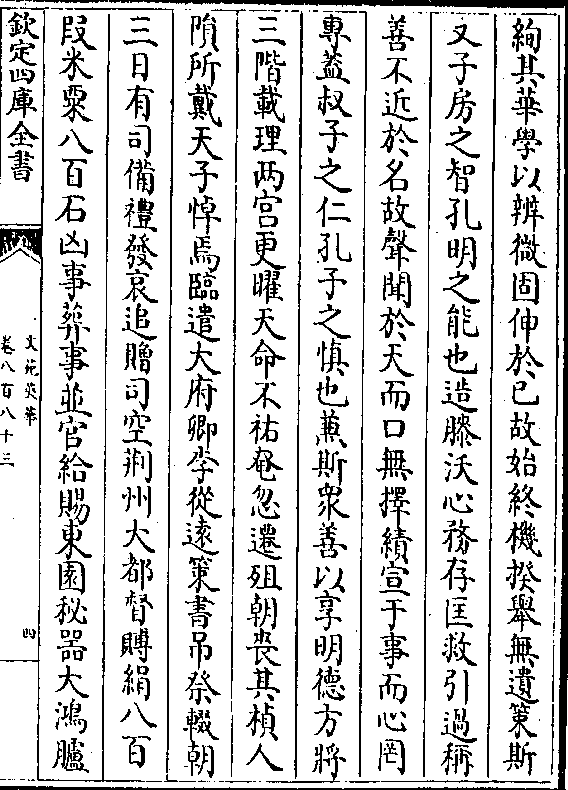 絢其華學以辨微固伸於已故始終機揆舉無遺策斯
又子房之智孔明之能也造膝沃心務存匡救引過稱
善不近於名故聲聞於天而口無擇績宣于事而心罔
專蓋叔子之仁孔子之慎也蕉斯衆善以享明德方將
三階載理兩宮更曜天命不祐奄忽遷殂朝喪其楨人
隕所戴天子悼焉臨遣大府卿李從遠策書吊祭輟朝
三日有司備禮發哀追贈司空荆州大都督賻絹八百
段米粟八百石凶事葬事並官給賜東園秘器大鴻臚
欽定四庫全書
文苑英華
卷八百八十三
四